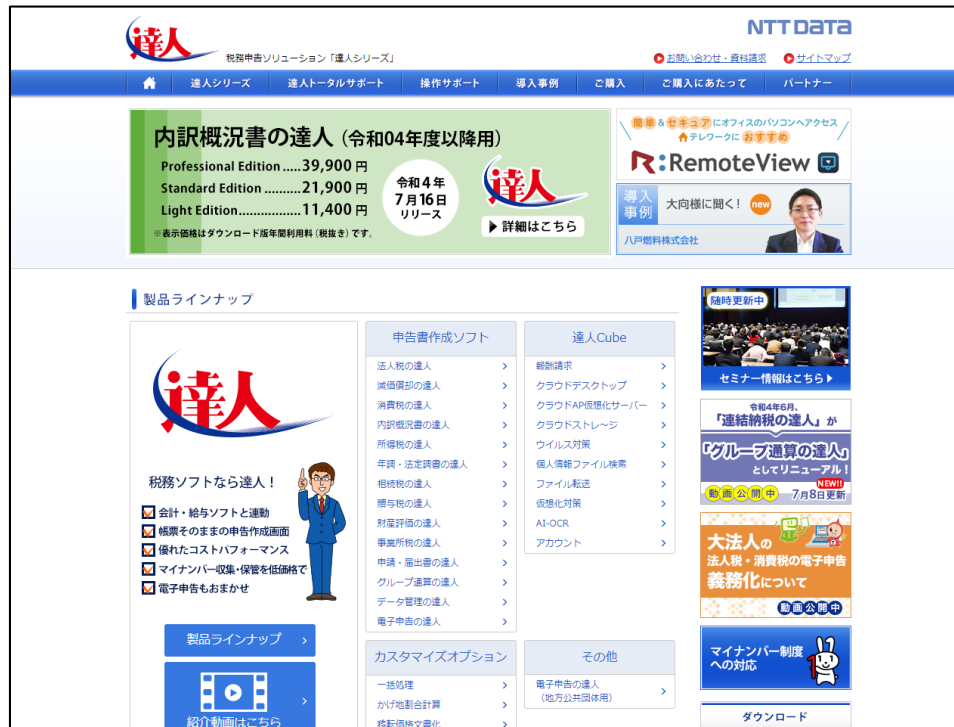 達人
税務申告ソリューション「達人シリーズ」
NTT DATA
お問い合わせ・資料請求
サイトマップ
達人シリーズ
達人トータルサポート
操作サポート
導入事例
ご購入
ご購入にあたって
パートナー
内訳概況書の達人（令和04年度以降用）
Professional Edition.....39,900 円
Standard Edition..........21,900 円
Light Edition.................11,400 円
※表示価格はダウンロード版年間利用料（税抜き）です。
令和4年
7月16日
リリース
達人
▶詳細はこちら
簡単&セキュアにオフィスのパソコンへアクセス
テレワークにおすすめ
R:RemoteView
導入
事例
大向様に聞く！
new
八戸燃料株式会社
製品ラインナップ
達人
税務ソフトなら達人！
会計・給与ソフトと連動
帳票そのままの申告作成画面
優れたコストパフォーマンス
マイナンバー収集・保管を低価格で
電子申告もおまかせ
製品ラインナップ
紹介動画はこちら
申告書作成ソフト
法人税の達人
減価償却の達人
消費税の達人
内訳概況書の達人
所得税の達人
年調・法定調書の達人
相続税の達人
贈与税の達人
財産評価の達人
事業所税の達人
申請・届出書の達人
グループ通算の達人
データ管理の達人
電子申告の達人
カスタマイズオプション
一括処理
かけ地割合計算
移転価格文書化
達人Cube
報酬請求
クラウドデスクトップ
クラウドAP仮想化サーバー
クラウドストレージ
ウイルス対策
個人情報ファイル検索
ファイル転送
仮想化対策
AI-OCR
アカウント
その他
電子申告の達人
（地方公共団体用）
随時更新中
セミナー情報はこちら▶
令和4年6月、
「連結納税の達人」が
「グループ通算の達人」
としてリニューアル！
NEW!!
動画公開中
7月8日更新
大法人の
法人税・消費税の電子申告
義務化について
動画公開中
マイナンバー制度
への対応
ダウンロード